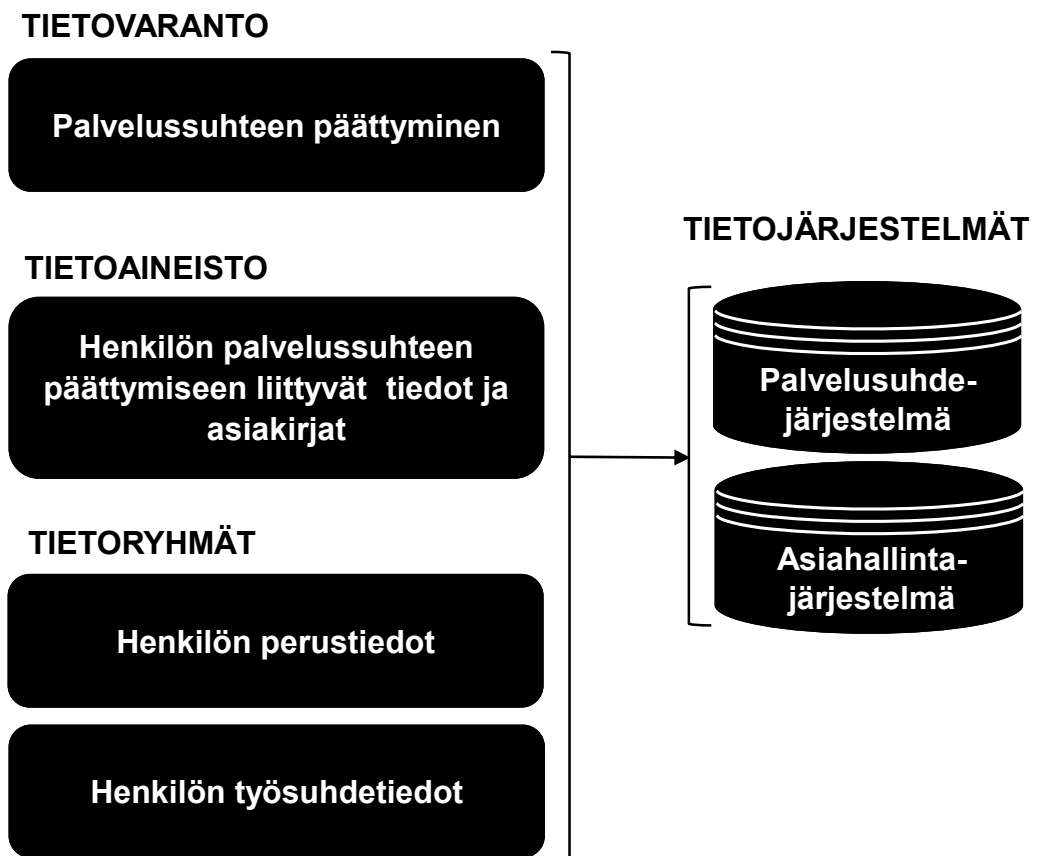 TIETOVARANTO
Palvelussuhteen päättyminen
TIETOAINEISTO
Henkilön palvelussuhteen
päättymiseen liittyvät tiedot ja
asiakirjat
TIETORYHMÄT
Henkilön perustiedot
Henkilön työsuhdetiedot
TIETOJÄRJESTELMÄT
Palvelusuhde-
järjestelmä
Asiahallinta-
järjestelmä